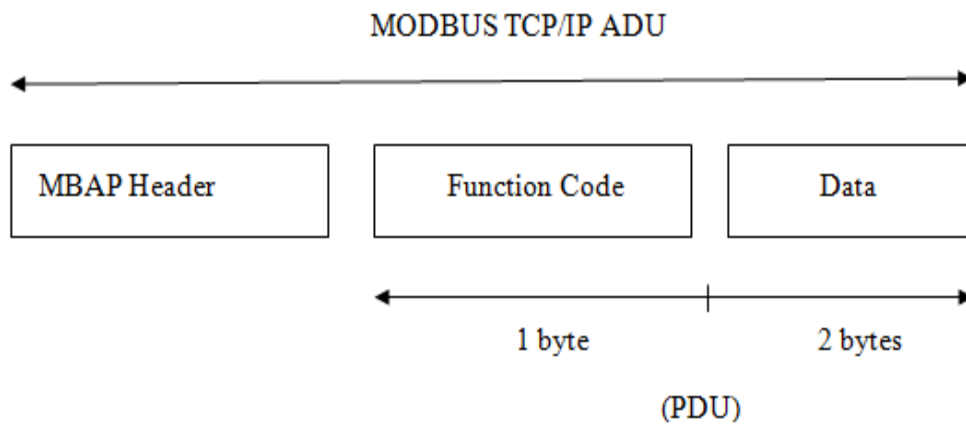 MODBUS TCP/IP ADU
MBAP Header
Function Code
Data
1 byte
2 bytes
(PDU)